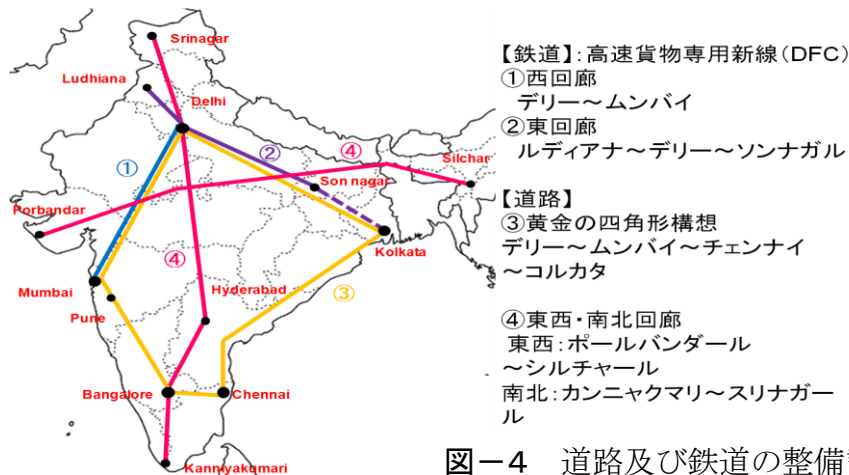 Srinagar
Ludhiana
Delhi
①
②
④
Silchar
Son nagar
Porbandar
Kolkata
④
Mumbai
Hyderabad
③
Pune
Bangalore
Chennai
Kanniyakumari
【鉄道】:高速貨物専用新線(DFC)
①西回廊
デリー～ムンバイ
②東回廊
ルディアナ～デリー～ソンナガル
【道路】
③黄金の四角形構想
デリー～ムンバイ～チェンナイ
～コルカタ
④東西・南北回廊
東西:ポールバンダール
～シルチャール
南北:カンニャクマリ～スリナガー
ル
図－4 道路及び鉄道の整備